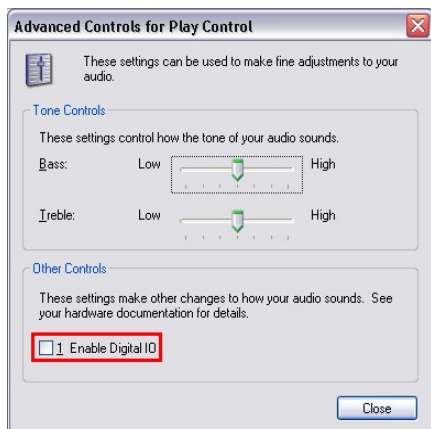 Advanced Controls for Play Control
These settings can be used to make fine adjustments to your
audio.
Tone Controls
These settings control how the tone of your audio sounds.
Bass: Low High
Treble: Low High
Other Controls
These settings make other changes to how your audio sounds. See
your hardware documentation for details.
1 Enable Digital IO
Close